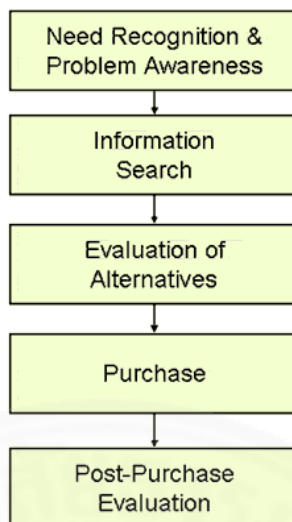 Need Recognition &
Problem Awareness
Information
Search
Evaluation of
Alternatives
Purchase
Post-Purchase
Evaluation